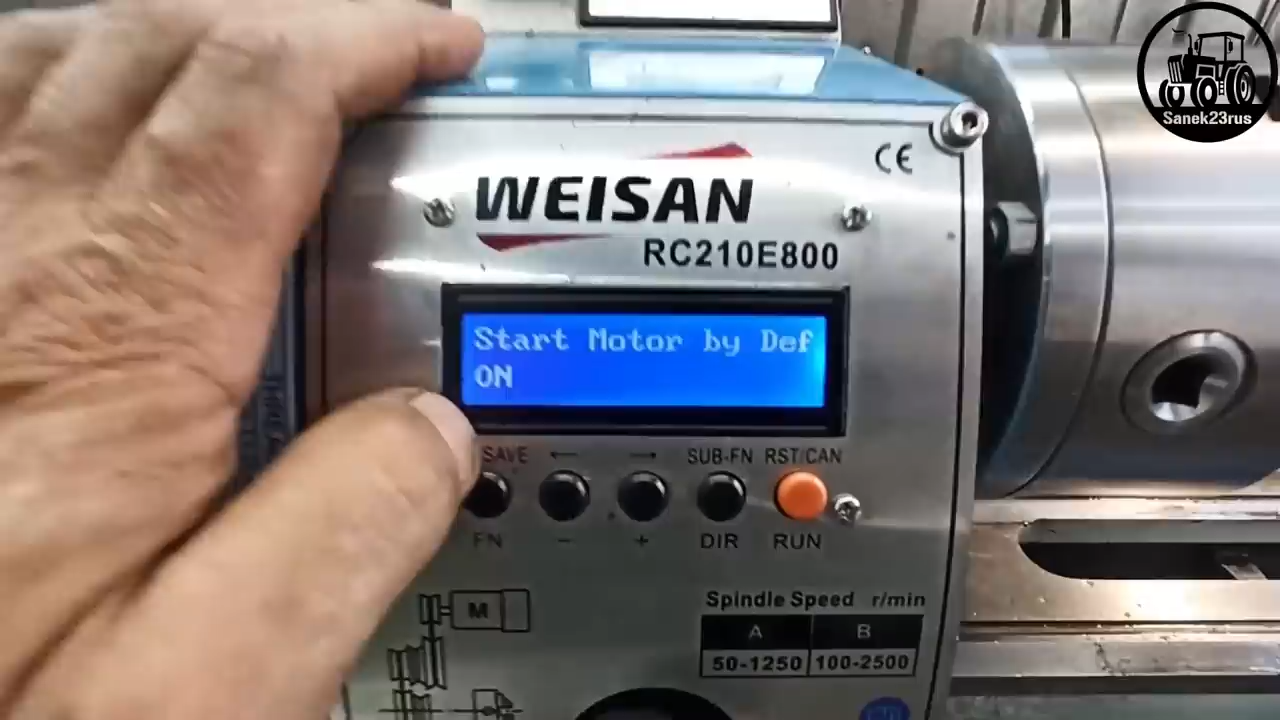 Sanek23rus
CE
WEISAN
RC210E800
Start Motor by Def
ON
SAVE ← → SUB-FN RST/CAN
FN − + DIR RUN
M
Spindle Speed r/min
A B
50-1250 100-2500